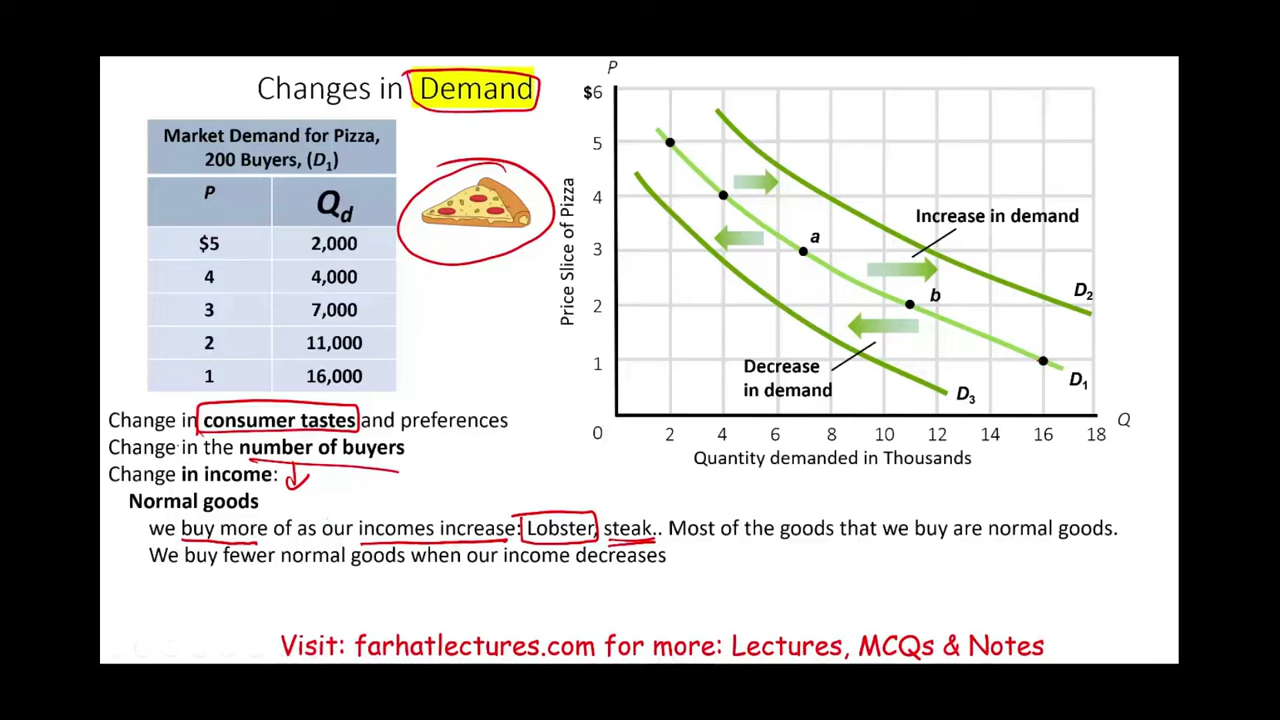 Changes in Demand
Market Demand for Pizza,
200 Buyers, (D1)
P Qd
$5 2,000
4 4,000
3 7,000
2 11,000
1 16,000
Change in consumer tastes and preferences
Change in the number of buyers
Change in income:
Normal goods
we buy more of as our incomes increase: Lobster, steak.. Most of the goods that we buy are normal goods.
We buy fewer normal goods when our income decreases
P
$6
5
4
3
2
1
0
Price Slice of Pizza
a
b
Increase in demand
Decrease
in demand
D2
D1
D3
2 4 6 8 10 12 14 16 18
Q
Quantity demanded in Thousands
Visit: farhatlectures.com for more: Lectures, MCQs & Notes